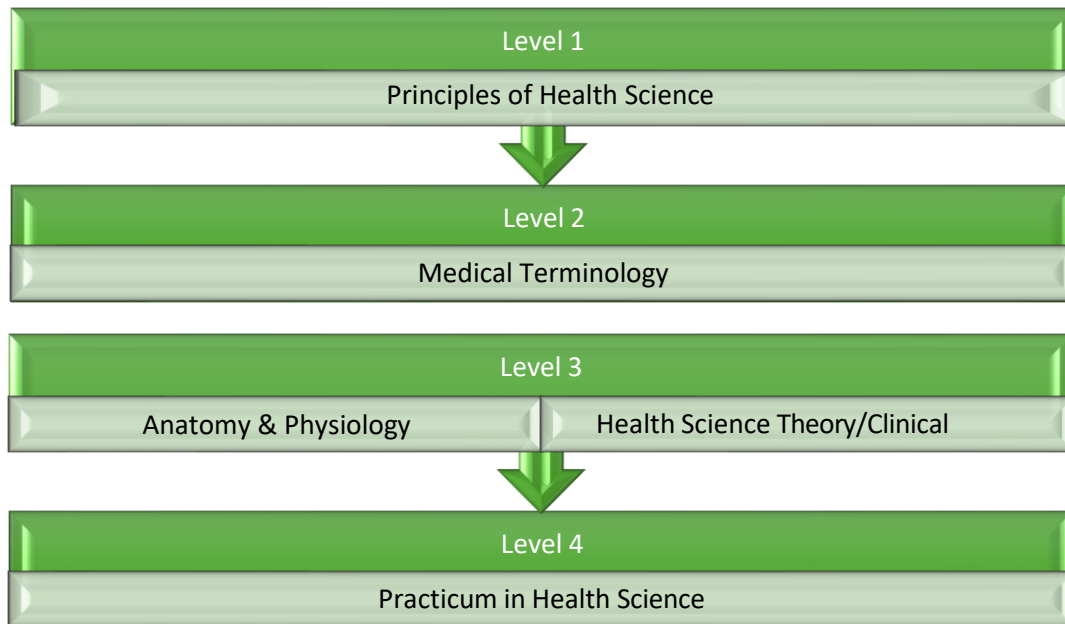 Level 1
Principles of Health Science
Level 2
Medical Terminology
Level 3
Anatomy & Physiology
Health Science Theory/Clinical
Level 4
Practicum in Health Science